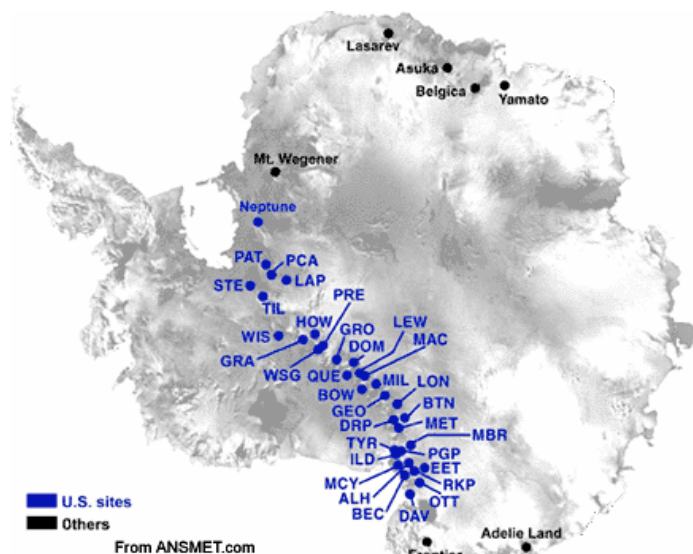 Lasarev
Asuka
Belgica
Yamato
Mt. Wegener
Neptune
PAT
PCA
STE
LAP
TIL
PRE
HOW
GRO
LEW
WIS
DOM
MAC
GRA
WSG
QUE
MIL
LON
BOW
GEO
BTN
DRP
MET
MBR
TYR
ILD
PGP
EET
MCY
RKP
ALH
OTT
BEC
DAV
U.S. sites
Others
From ANSMET.com
Adelie Land